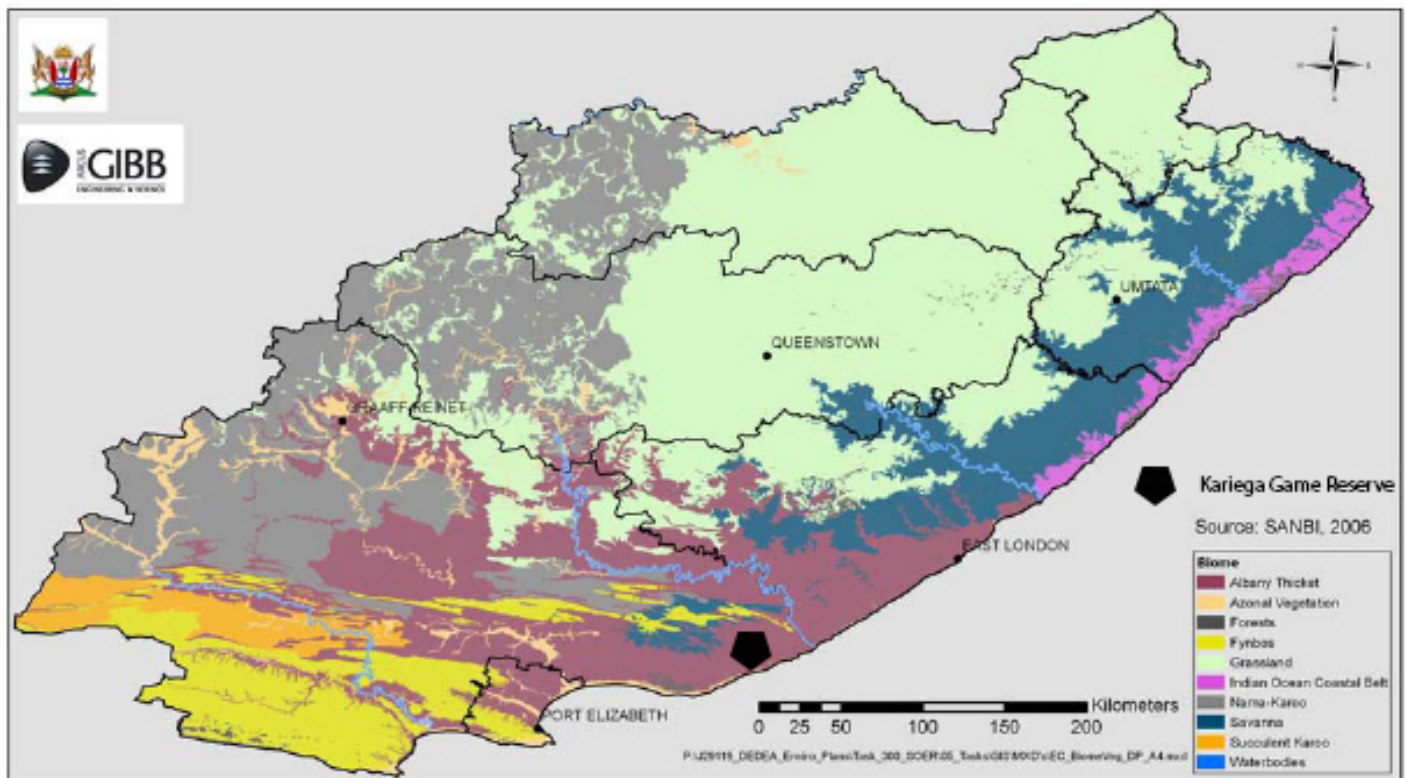 ARCUS
GIBB
ENGINEERING & SCIENCE
UMTATA
QUEENSTOWN
GRAAFF-REINET
Kariega Game Reserve
Source: SANBI, 2006
EAST LONDON
Biome
Albany Thicket
Azonal Vegetation
Forests
Fynbos
Grassland
Indian Ocean Coastal Belt
Nama-Karoo
Savanna
Succulent Karoo
Waterbodies
Kilometers
0 25 50 100 150 200
PORT ELIZABETH